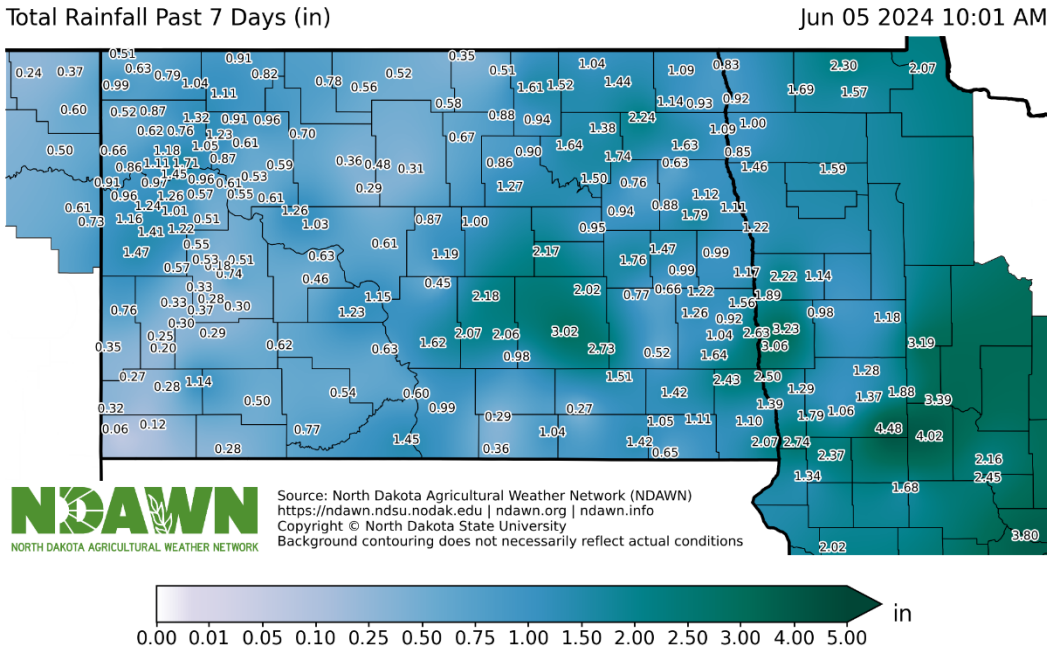 Total Rainfall Past 7 Days (in) Jun 05 2024 10:01 AM
0.51 0.91 0.35 0.83
0.24 0.37 0.63 0.79 1.04 0.82 0.78 0.56 0.52 0.51 1.04 1.09 2.30 2.07
0.99 1.11 1.61 1.52 1.44 1.69 1.57
0.60 0.52 0.87 0.58 1.14 0.93 0.92
1.32 0.91 0.96 0.88 0.94 2.24
0.62 0.76 1.23 0.70 0.67 1.38 1.09 1.00
0.50 0.66 1.18 1.05 0.61 0.90 1.64 1.63 0.85
0.86 1.11 1.71 0.87 0.59 0.36 0.48 0.31 0.86 1.74 0.63 1.46 1.59
0.91 0.97 1.45 0.96 0.61 0.53 0.29 1.27 1.50 0.76
0.96 1.26 0.57 0.55 0.61 1.12
0.61 1.24 1.01 1.26 0.94 0.88 1.11
0.73 1.16 0.51 1.03 0.87 1.00 0.95 1.79 1.22
1.41 1.22
1.47 0.55 0.63 0.61 1.19 2.17 1.76 1.47 0.99
0.57 0.53 0.18 0.51 0.99
0.74 0.46 0.45 1.17 2.22 1.14
0.33 1.15 2.18 2.02 0.77 0.66 1.22 1.89
0.76 0.33 0.28 0.37 0.30 1.23 1.26 1.56 0.98 1.18
0.30 0.92
0.35 0.25 0.29 0.62 0.63 1.62 2.07 2.06 3.02 1.04 2.63 3.23 3.19
0.20 0.98 2.73 0.52 1.64 3.06
0.27 0.28 1.14 1.51 2.43 2.50 1.28
0.32 0.50 0.54 0.60 1.42 1.29 1.37 1.88 3.39
0.99 0.29 0.27 1.39 1.79 1.06
0.06 0.12 0.77 1.04 1.05 1.11 1.10 4.48 4.02
0.28 1.45 0.36 1.42 0.65 2.07 2.74 2.37 2.16
1.34 1.68 2.45
3.80
2.02
NDAWN
NORTH DAKOTA AGRICULTURAL WEATHER NETWORK
Source: North Dakota Agricultural Weather Network (NDAWN)
https://ndawn.ndsu.nodak.edu | ndawn.org | ndawn.info
Copyright © North Dakota State University
Background contouring does not necessarily reflect actual conditions
0.00 0.01 0.05 0.10 0.25 0.50 0.75 1.00 1.50 2.00 2.50 3.00 4.00 5.00
in